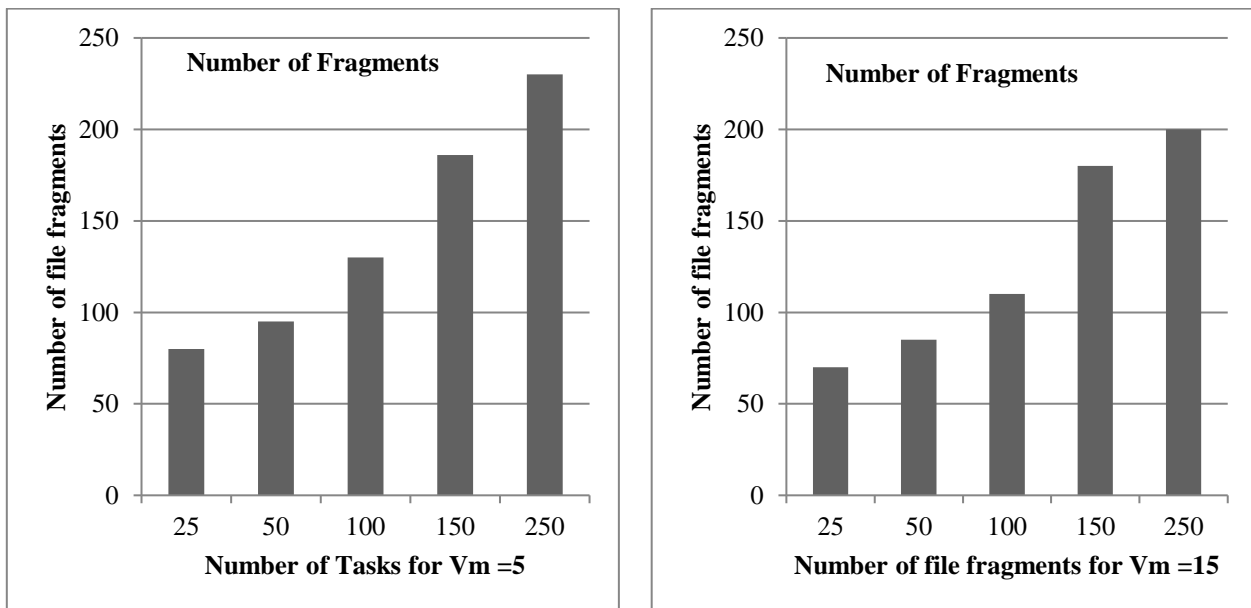 Number of Fragments
Number of file fragments
250
200
150
100
50
0
25 50 100 150 250
Number of Tasks for Vm =5
Number of Fragments
Number of file fragments
250
200
150
100
50
0
25 50 100 150 250
Number of file fragments for Vm =15